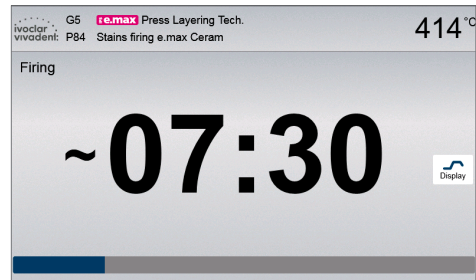 ivoclar
vivadent:
G5 e.max Press Layering Tech.
P84 Stains firing e.max Ceram
414°C
Firing
~07:30
Display